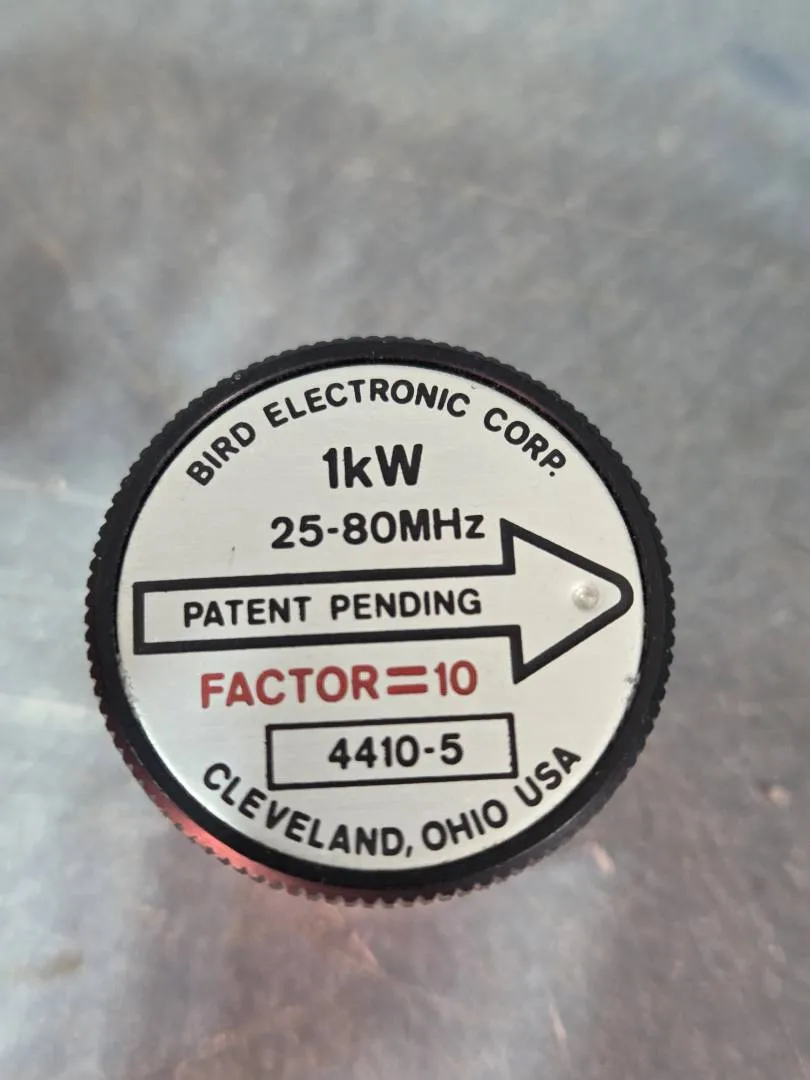 BIRD ELECTRONIC CORP.
1kW
25-80MHz
PATENT PENDING
FACTOR=10
4410-5
CLEVELAND, OHIO USA